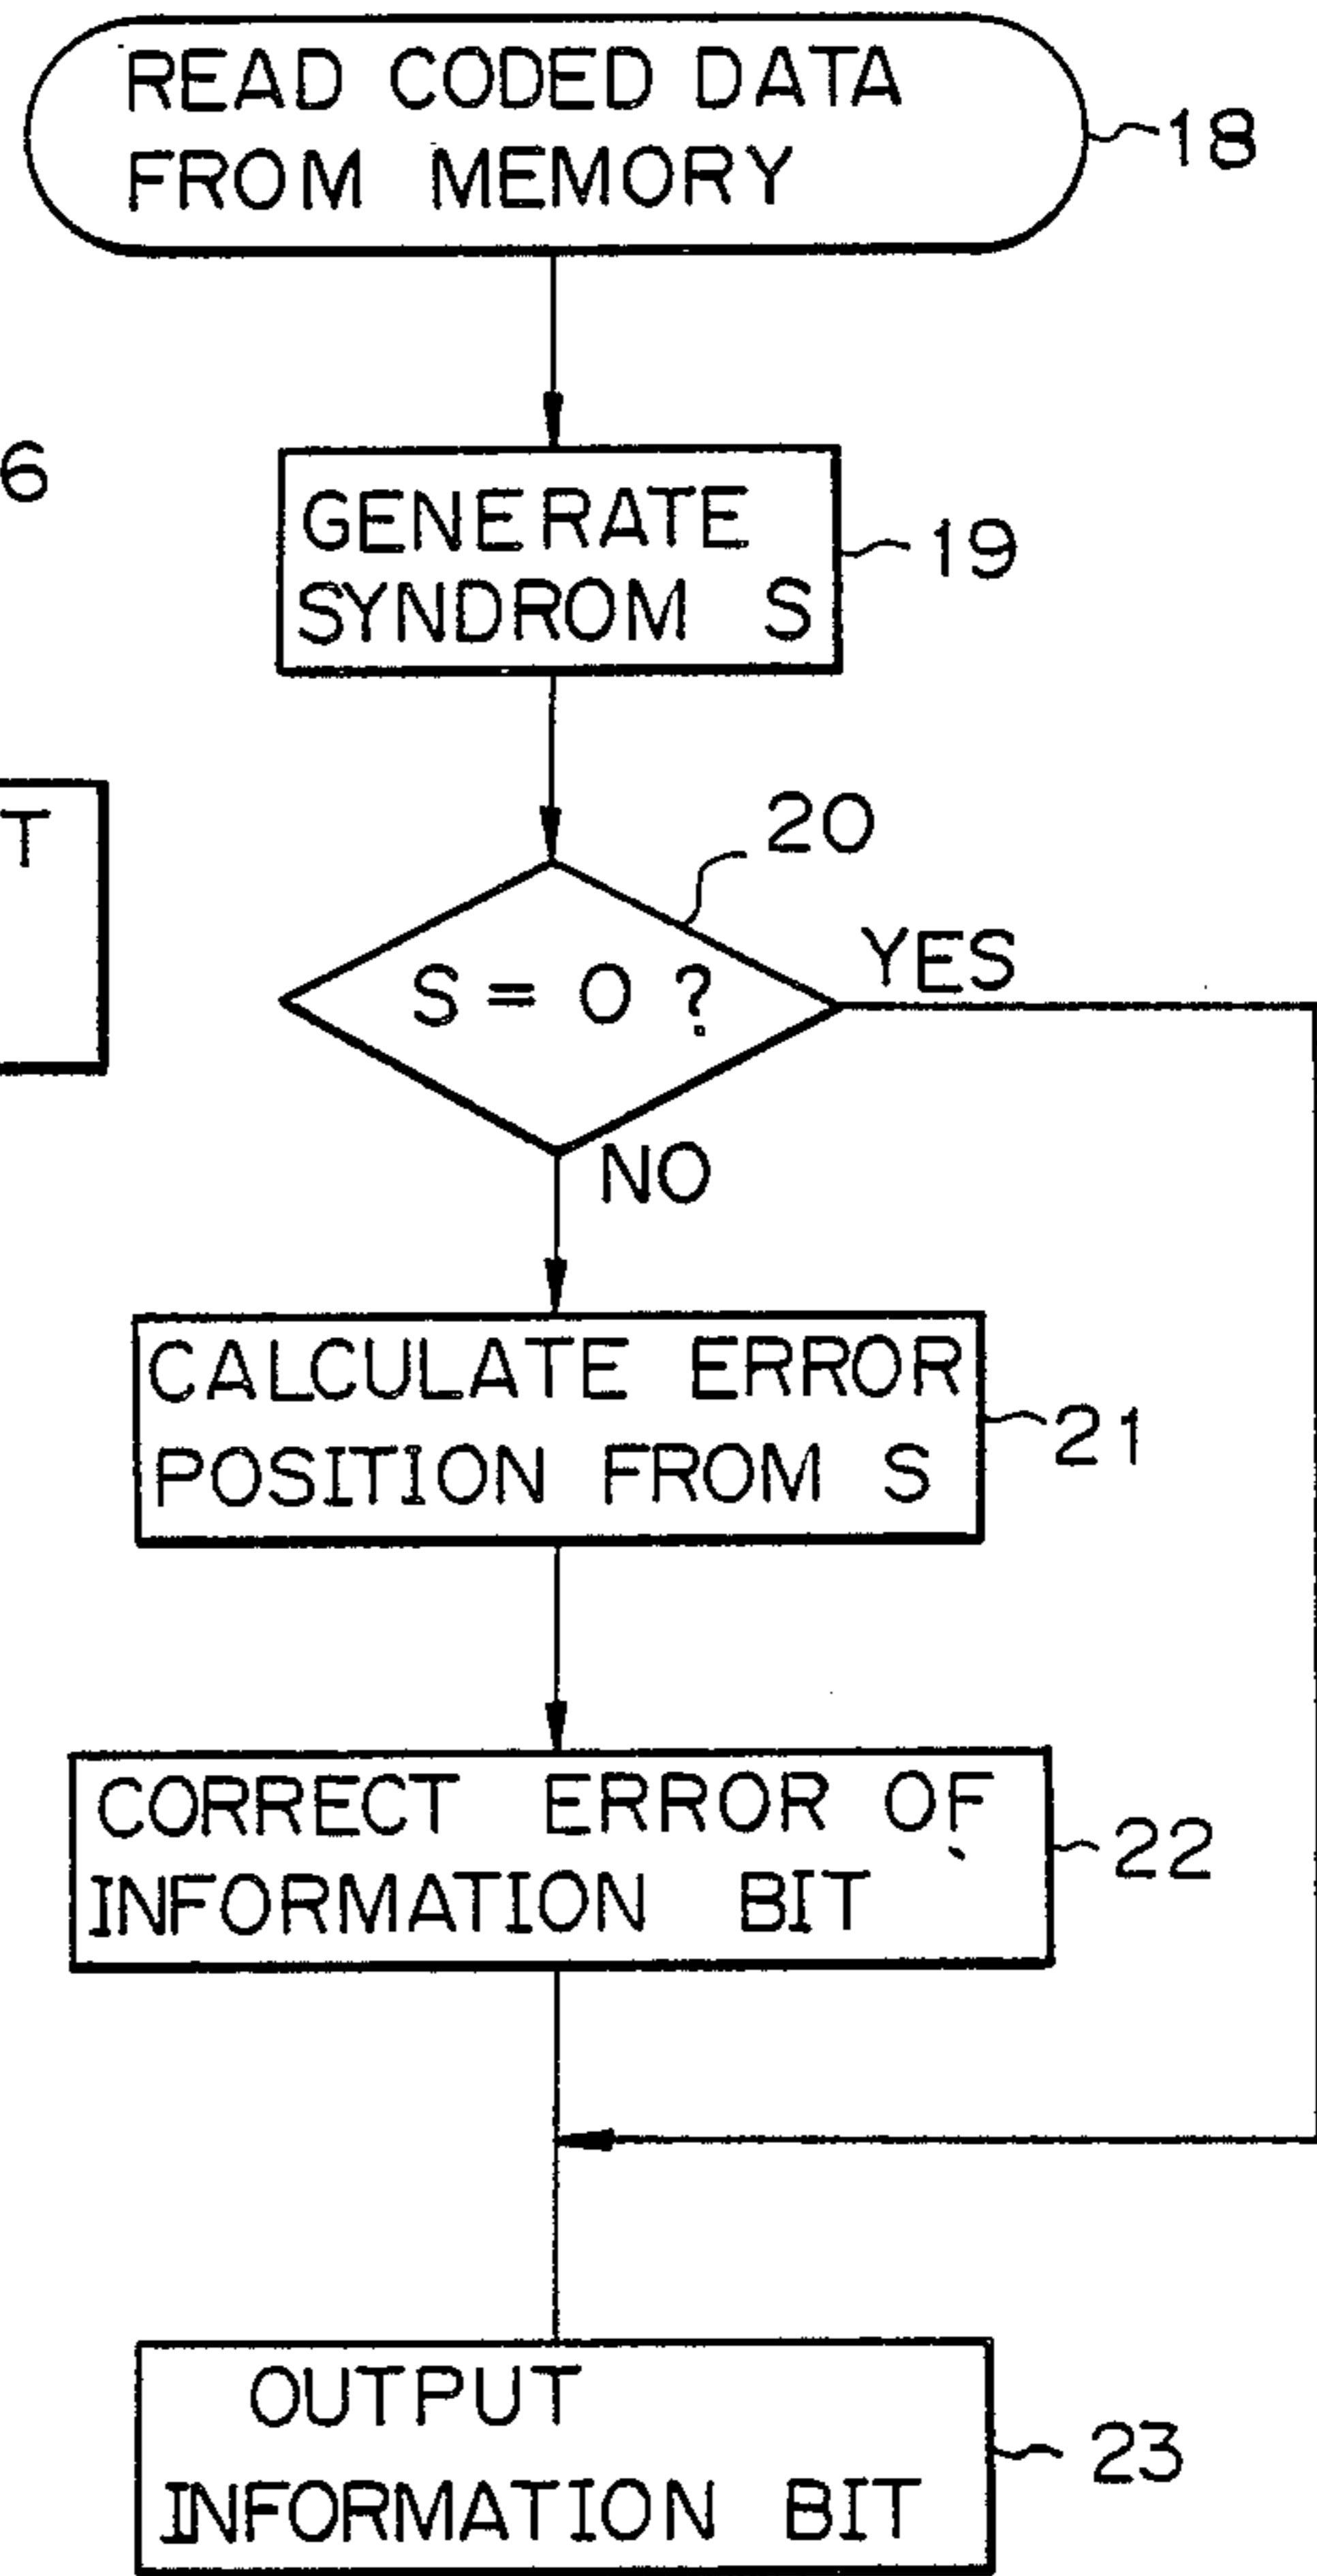 READ CODED DATA
FROM MEMORY
18
6
GENERATE
SYNDROM S
19
T
20
S = 0 ?
YES
NO
CALCULATE ERROR
POSITION FROM S
21
CORRECT ERROR OF
INFORMATION BIT
22
OUTPUT
INFORMATION BIT
23